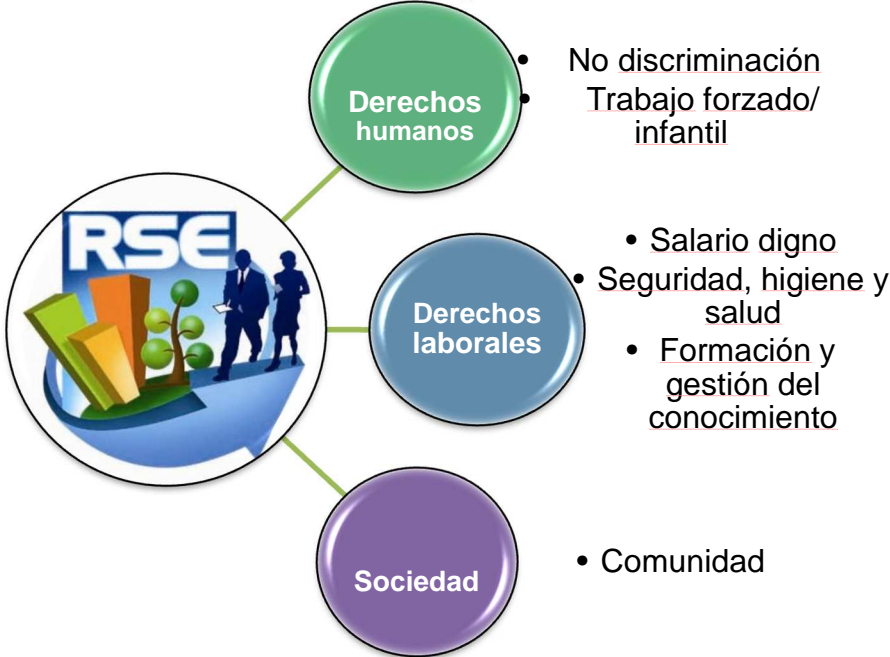 RSE
Derechos
humanos
• No discriminación
• Trabajo forzado/
infantil
Derechos
laborales
• Salario digno
• Seguridad, higiene y
salud
• Formación y
gestión del
conocimiento
Sociedad
• Comunidad